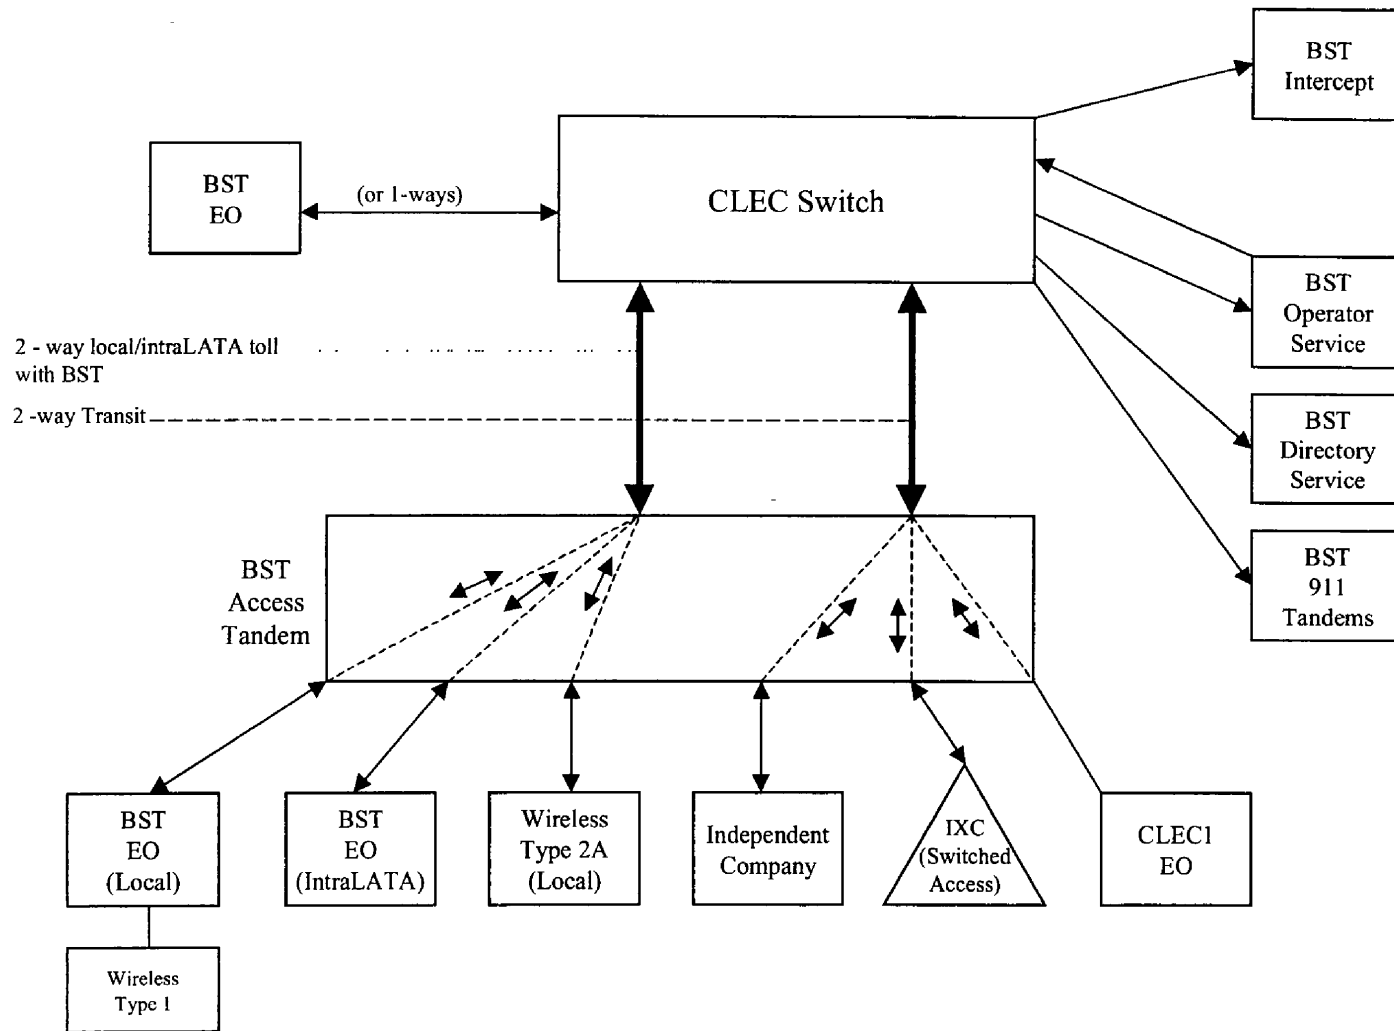 BST
Intercept
BST
EO
(or 1-ways)
CLEC Switch
BST
Operator
Service
2 - way local/intraLATA toll
with BST
2 -way Transit
BST
Directory
Service
BST
911
Tandems
BST
Access
Tandem
BST
EO
(Local)
BST
EO
(IntraLATA)
Wireless
Type 2A
(Local)
Independent
Company
IXC
(Switched
Access)
CLEC1
EO
Wireless
Type 1